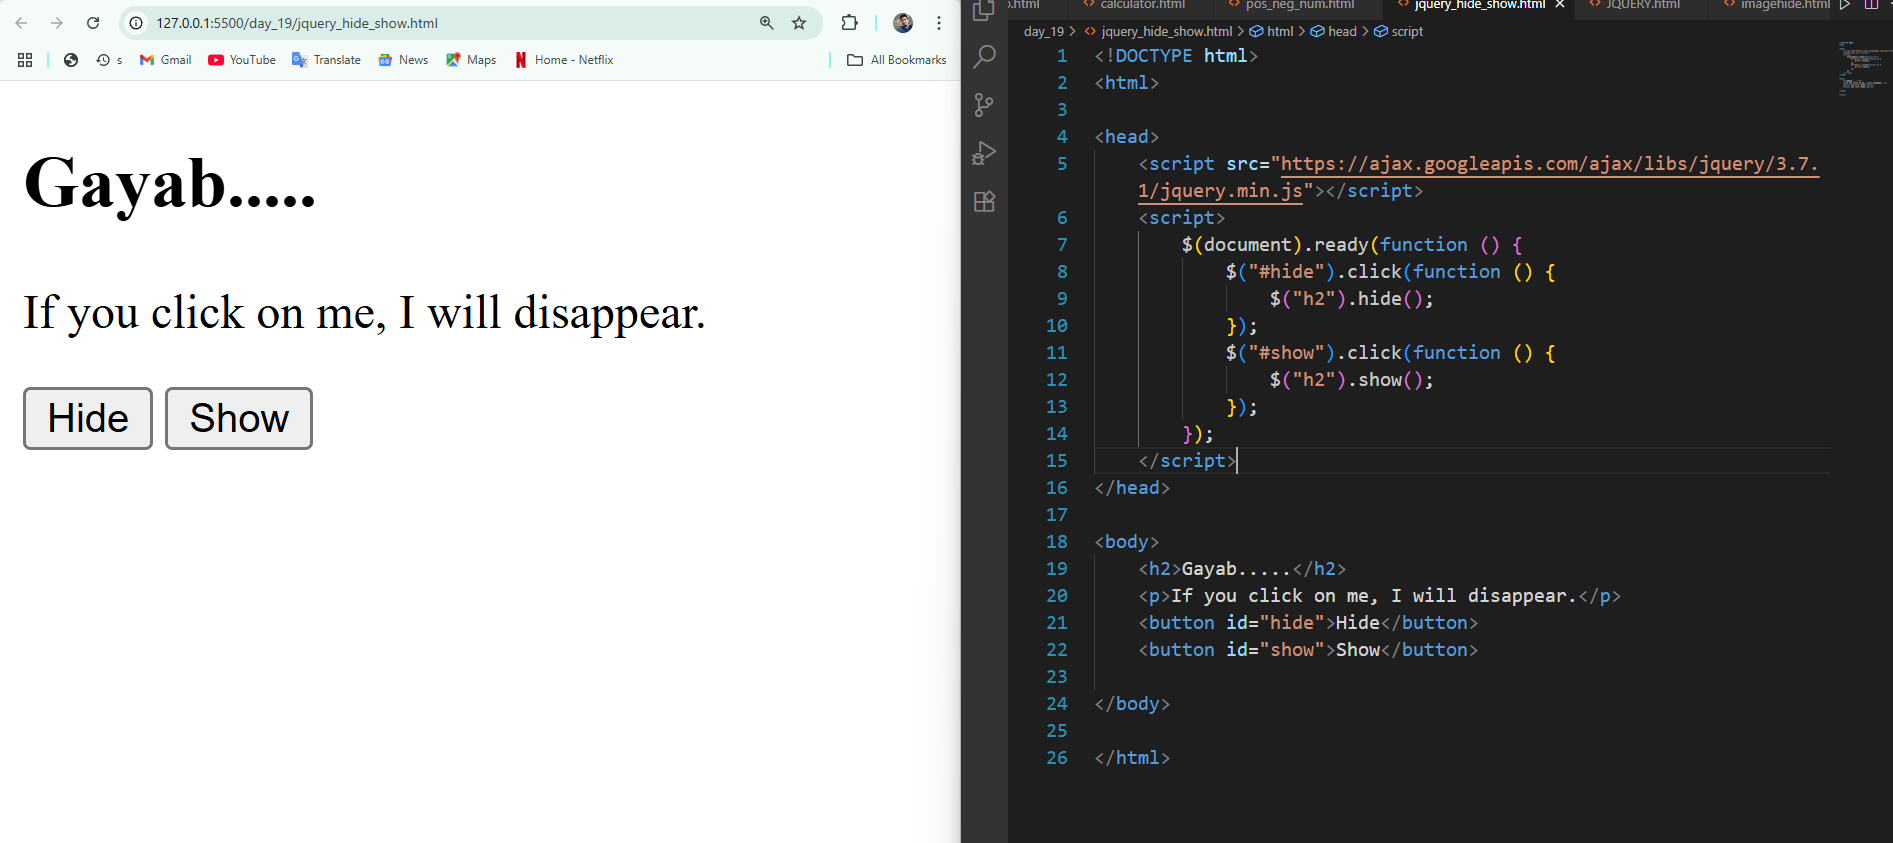 127.0.0.1:5500/day_19/jquery_hide_show.html
s Gmail YouTube Translate News Maps Home - Netflix All Bookmarks
Gayab.....
If you click on me, I will disappear.
Hide Show
.html calculator.html pos_neg_num.html jquery_hide_show.html JQUERY.html imagehide.html
day_19 > jquery_hide_show.html > html > head > script
1 <!DOCTYPE html>
2 <html>
3
4 <head>
5 <script src="https://ajax.googleapis.com/ajax/libs/jquery/3.7.
1/jquery.min.js"></script>
6 <script>
7 $(document).ready(function () {
8 $("#hide").click(function () {
9 $("h2").hide();
10 });
11 $("#show").click(function () {
12 $("h2").show();
13 });
14 });
15 </script>
16 </head>
17
18 <body>
19 <h2>Gayab.....</h2>
20 <p>If you click on me, I will disappear.</p>
21 <button id="hide">Hide</button>
22 <button id="show">Show</button>
23
24 </body>
25
26 </html>